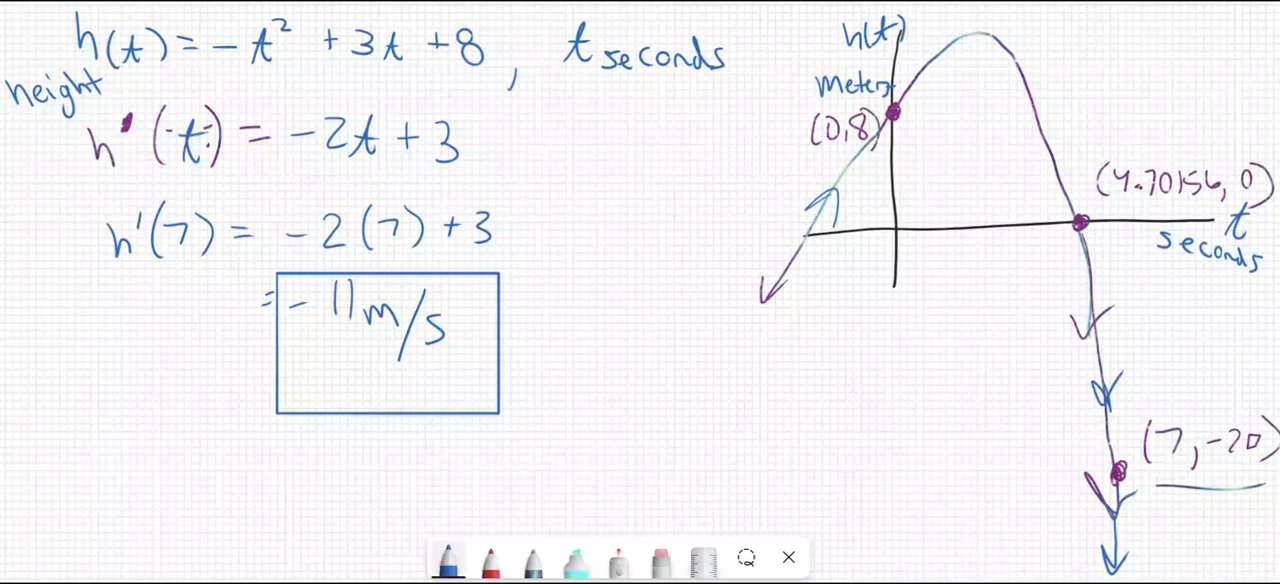 h(t) = -t² + 3t + 8, t seconds
height
h'(t) = -2t + 3
h'(7) = -2(7) + 3
= -11 m/s
h(t)
meters
(0,8)
(4.70156, 0)
t
seconds
(7, -20)